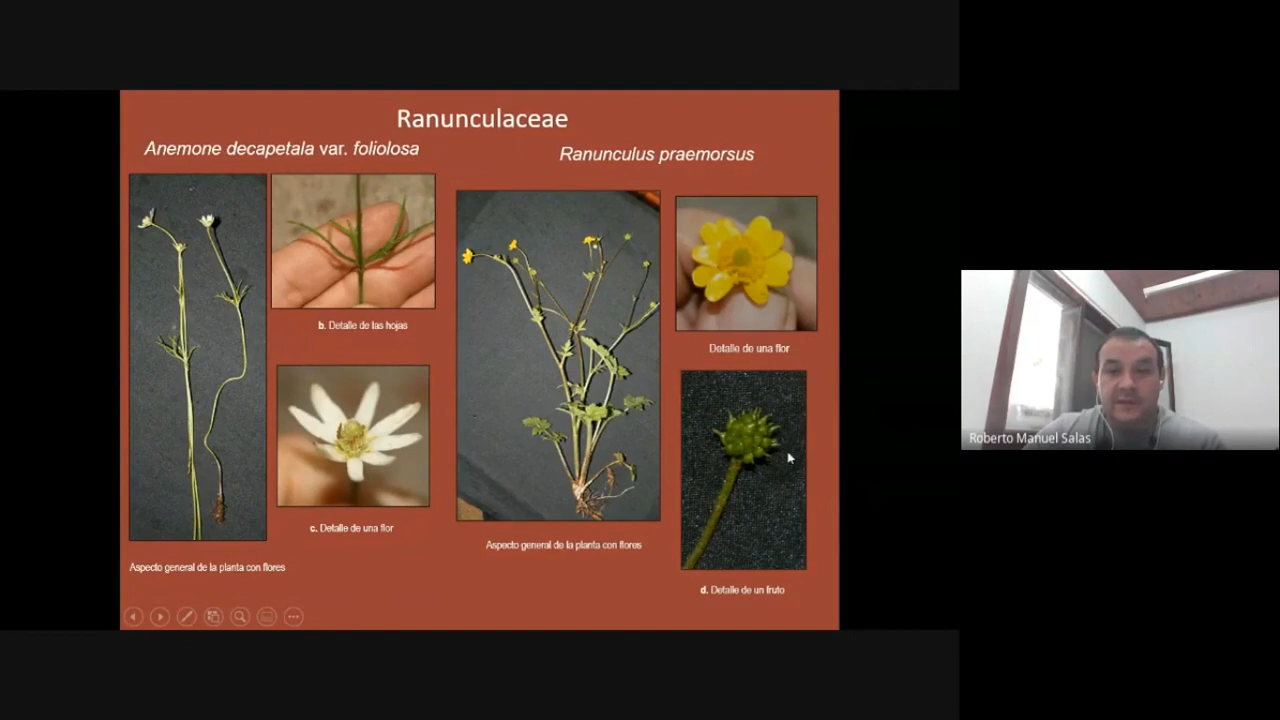 Ranunculaceae
Anemone decapetala var. foliolosa
Ranunculus praemorsus
b. Detalle de las hojas
Detalle de una flor
c. Detalle de una flor
Aspecto general de la planta con flores
Aspecto general de la planta con flores
d. Detalle de un fruto
Roberto Manuel Salas